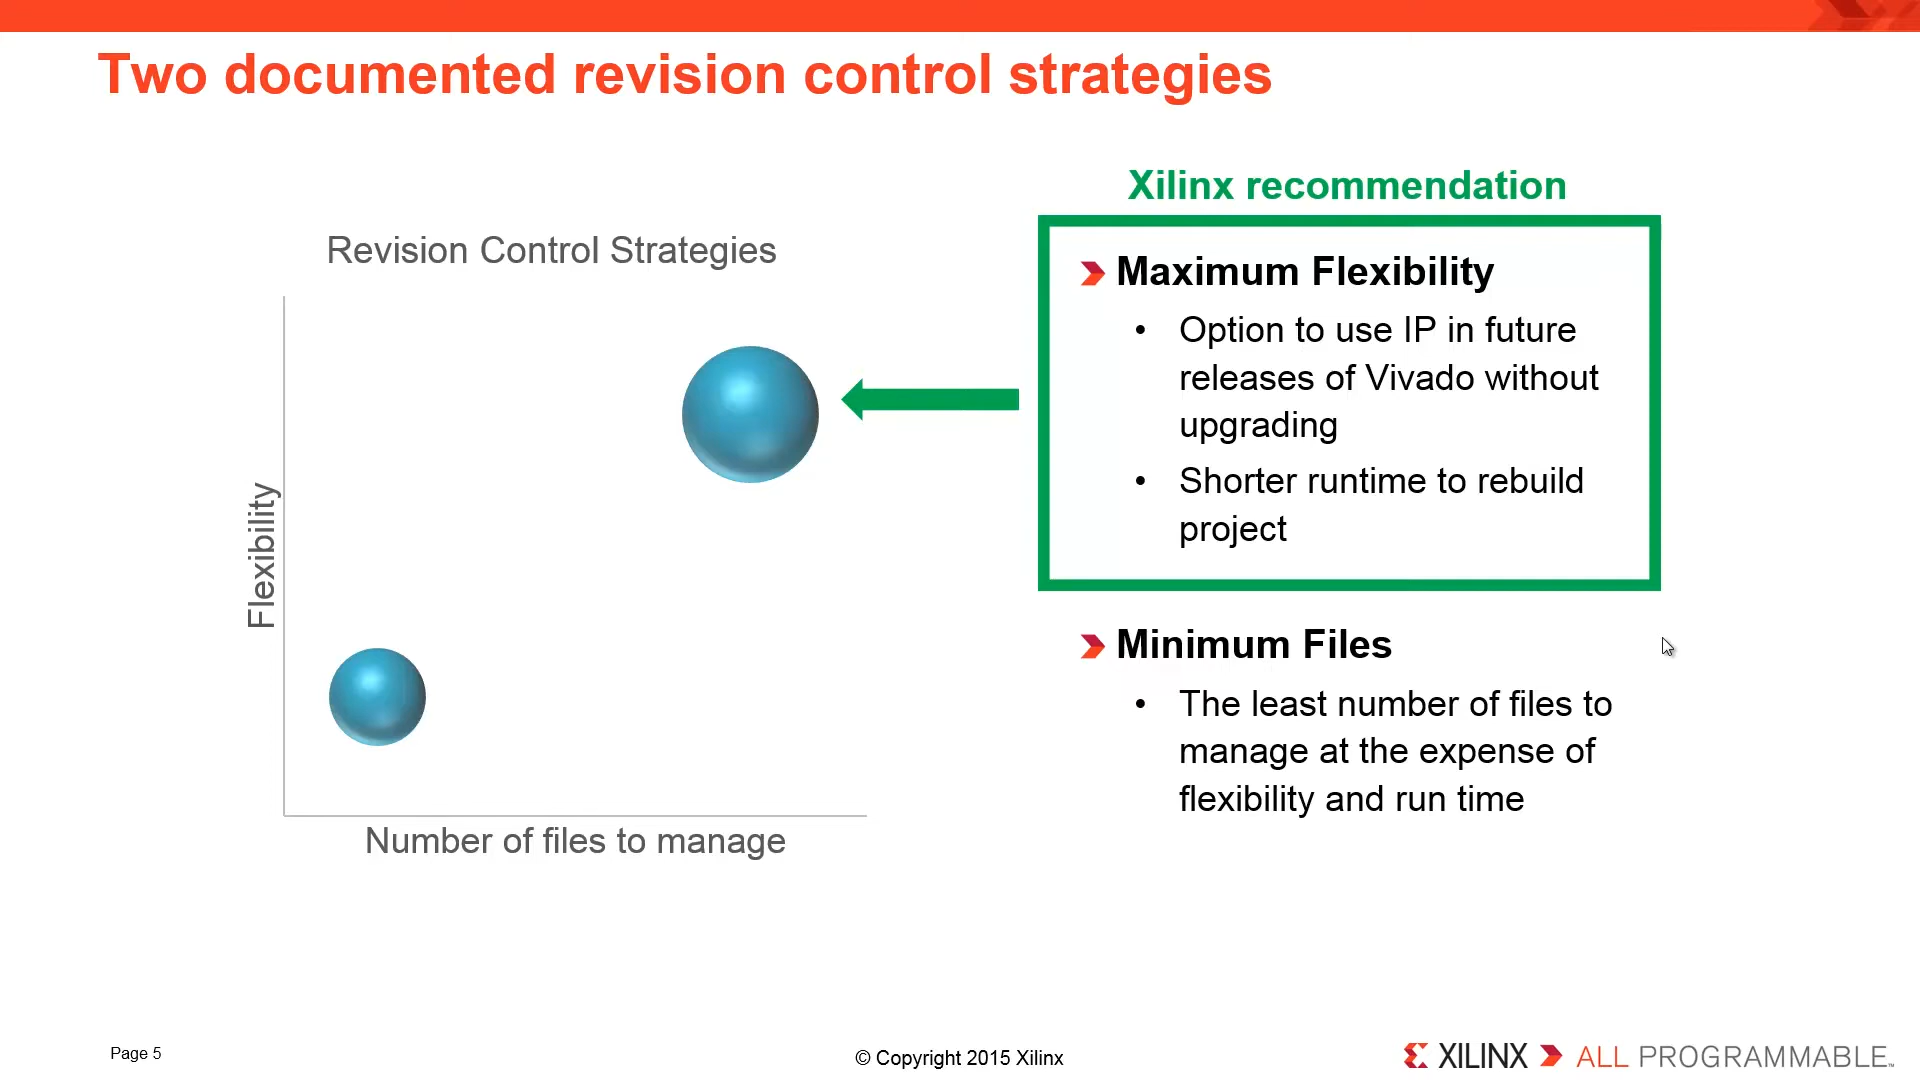 Two documented revision control strategies
Revision Control Strategies
Flexibility
Number of files to manage
Xilinx recommendation
Maximum Flexibility
• Option to use IP in future
releases of Vivado without
upgrading
• Shorter runtime to rebuild
project
Minimum Files
• The least number of files to
manage at the expense of
flexibility and run time
Page 5
© Copyright 2015 Xilinx
XILINX ALL PROGRAMMABLE™